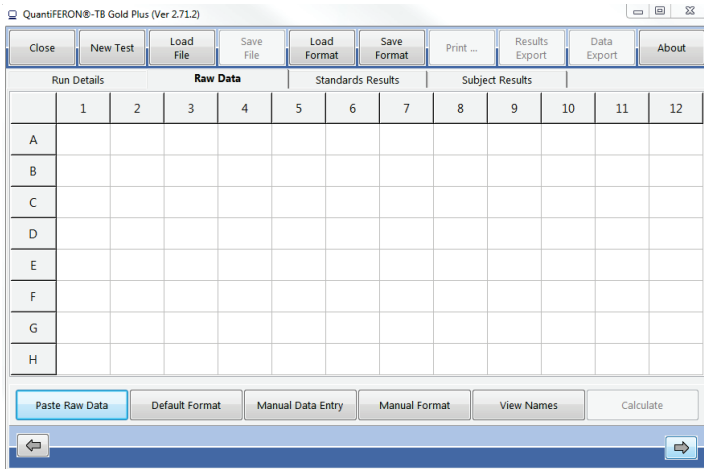 QuantiFERON®-TB Gold Plus (Ver 2.71.2)
Close New Test Load File Save File Load Format Save Format Print ... Results Export Data Export About
Run Details Raw Data Standards Results Subject Results
1 2 3 4 5 6 7 8 9 10 11 12
A
B
C
D
E
F
G
H
Paste Raw Data Default Format Manual Data Entry Manual Format View Names Calculate